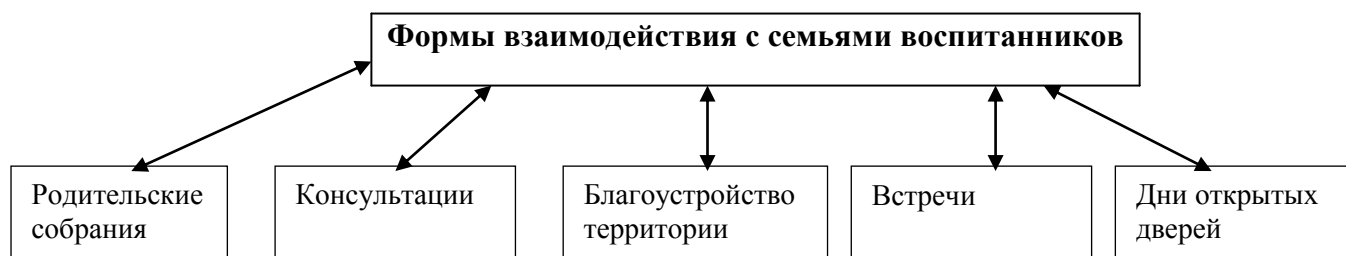 Формы взаимодействия с семьями воспитанников
Родительские
собрания
Консультации
Благоустройство
территории
Встречи
Дни открытых
дверей